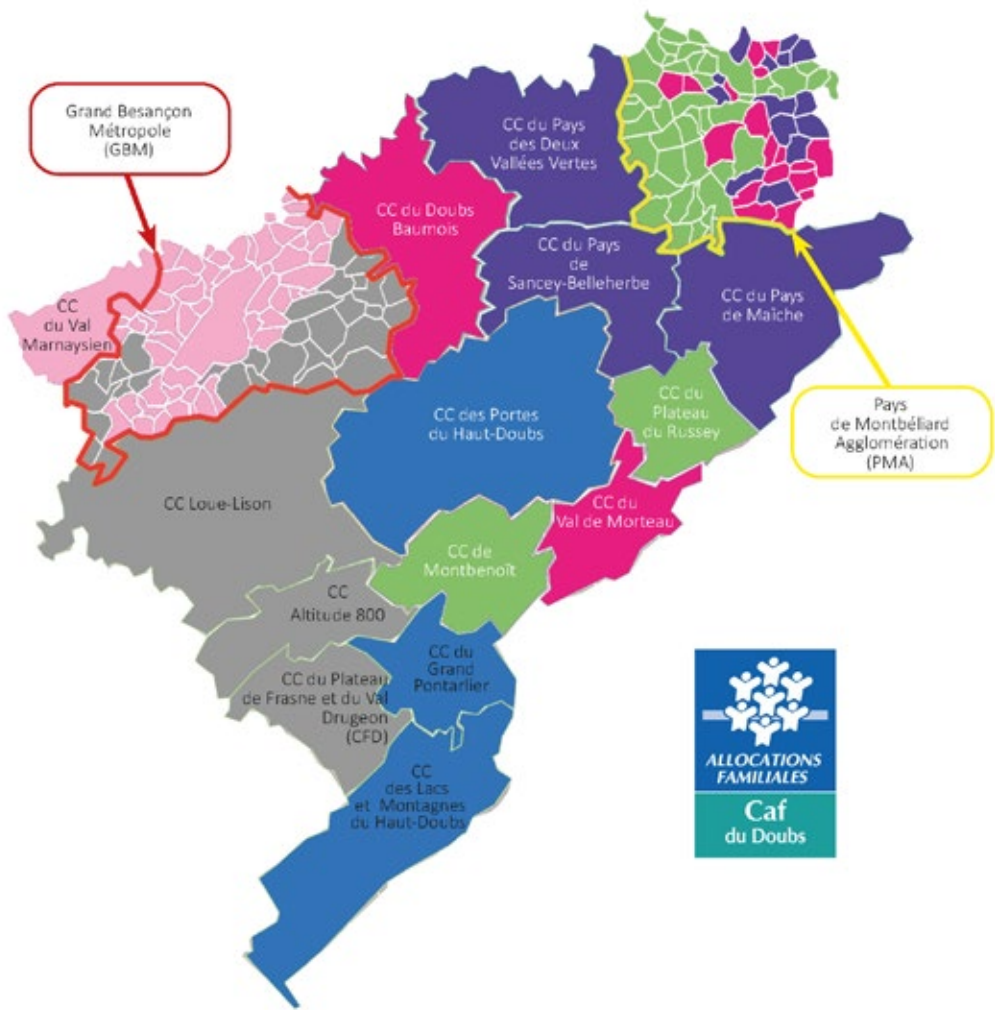 Grand Besançon
Métropole
(GBM)
CC du Pays
des Deux
Vallées Vertes
CC du Doubs
Baumois
CC du Pays
de
Sancey-Belleherbe
CC du Pays
de Maîche
CC
du Val
Marnaysien
Pays
de Montbéliard
Agglomération
(PMA)
CC des Portes
du Haut-Doubs
CC du
Plateau
du Russey
CC Loue-Lison
CC du
Val de Morteau
CC de
Montbenoît
CC
Altitude 800
CC du
Grand
Pontarlier
CC du Plateau
de Frasne et du Val
Drugeon
(CFD)
CC
des Lacs
et Montagnes
du Haut-Doubs
ALLOCATIONS
FAMILIALES
Caf
du Doubs